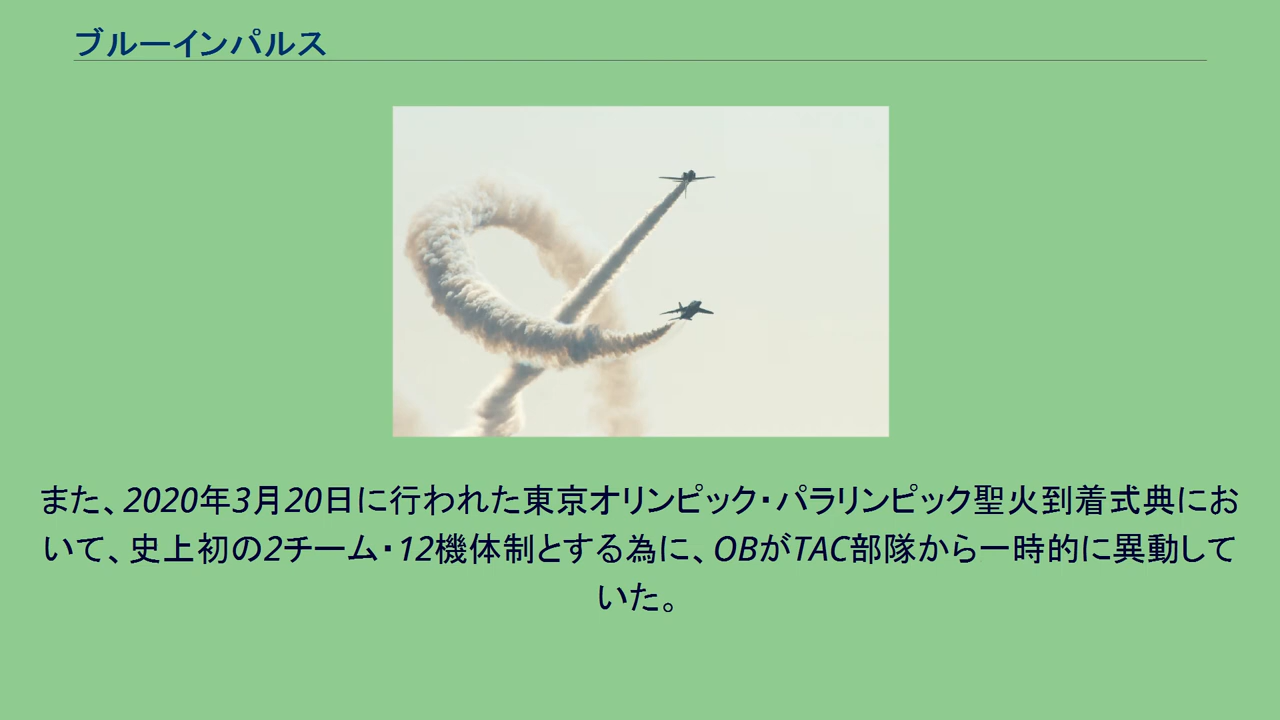 ブルーインパルス
また、2020年3月20日に行われた東京オリンピック・パラリンピック聖火到着式典にお
いて、史上初の2チーム・12機体制とする為に、OBがTAC部隊から一時的に異動して
いた。